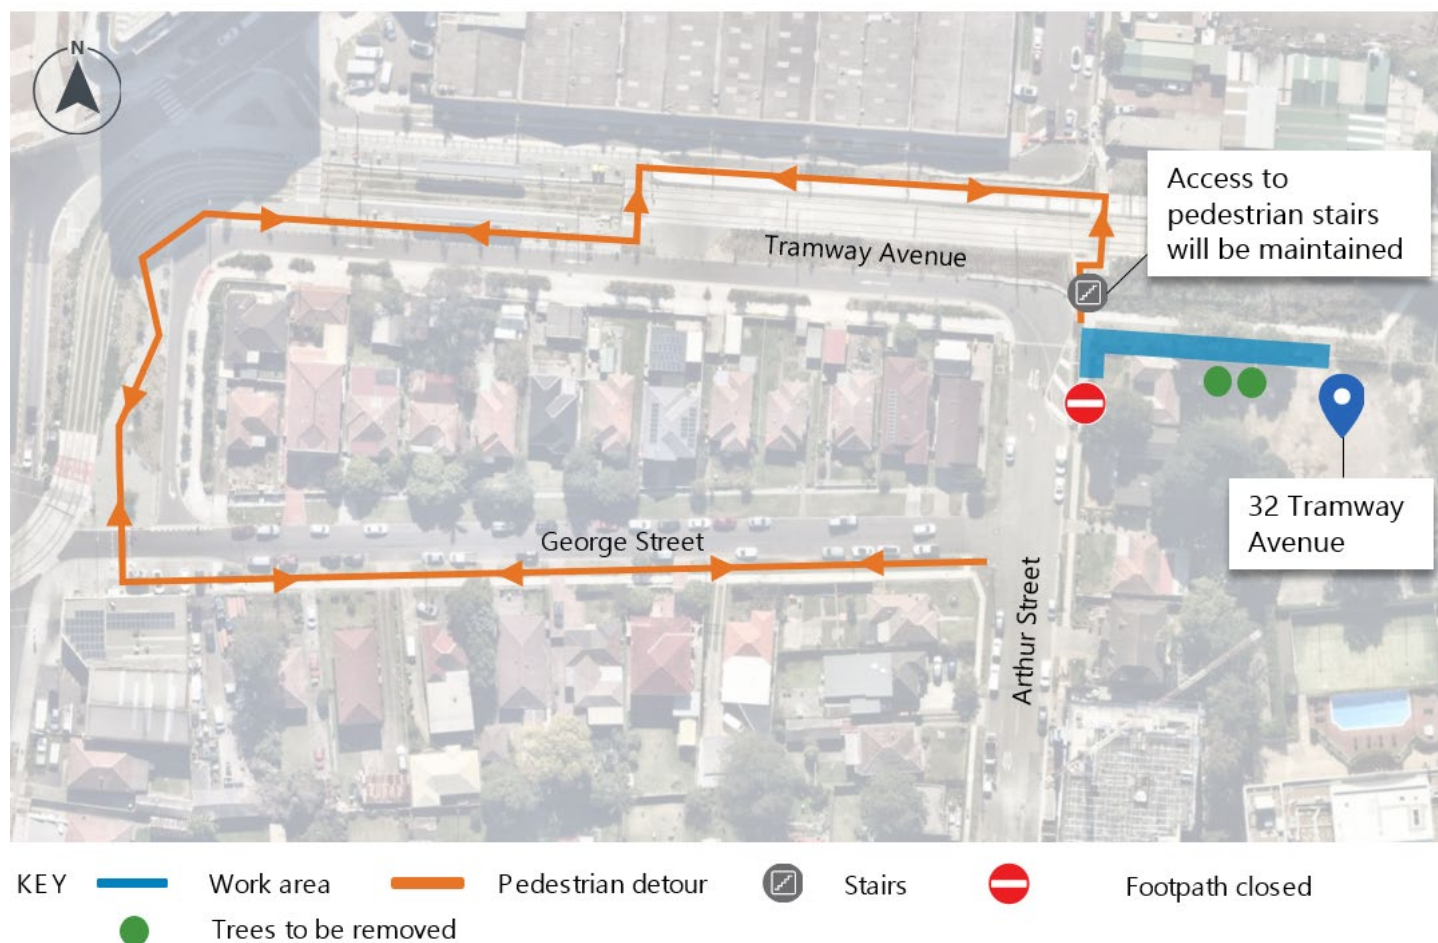 N
Access to
pedestrian stairs
will be maintained
Tramway Avenue
32 Tramway
Avenue
George Street
Arthur Street
KEY
Work area
Pedestrian detour
Stairs
Footpath closed
Trees to be removed